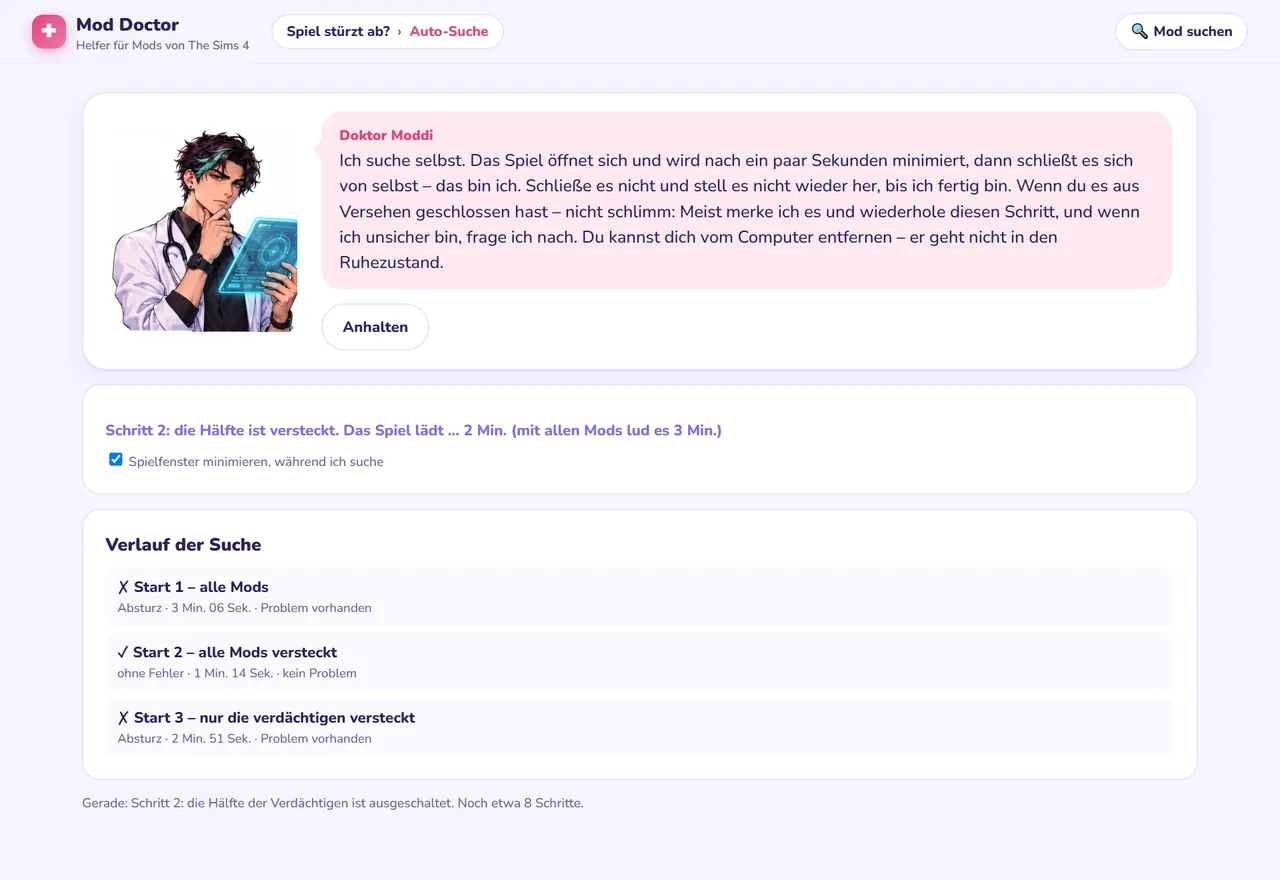 Mod Doctor
Helfer für Mods von The Sims 4
Spiel stürzt ab? › Auto-Suche
🔍 Mod suchen
Doktor Moddi
Ich suche selbst. Das Spiel öffnet sich und wird nach ein paar Sekunden minimiert, dann schließt es sich
von selbst – das bin ich. Schließe es nicht und stell es nicht wieder her, bis ich fertig bin. Wenn du es aus
Versehen geschlossen hast – nicht schlimm: Meist merke ich es und wiederhole diesen Schritt, und wenn
ich unsicher bin, frage ich nach. Du kannst dich vom Computer entfernen – er geht nicht in den
Ruhezustand.
Anhalten
Schritt 2: die Hälfte ist versteckt. Das Spiel lädt … 2 Min. (mit allen Mods lud es 3 Min.)
Spielfenster minimieren, während ich suche
Verlauf der Suche
✗ Start 1 – alle Mods
Absturz · 3 Min. 06 Sek. · Problem vorhanden
✓ Start 2 – alle Mods versteckt
ohne Fehler · 1 Min. 14 Sek. · kein Problem
✗ Start 3 – nur die verdächtigen versteckt
Absturz · 2 Min. 51 Sek. · Problem vorhanden
Gerade: Schritt 2: die Hälfte der Verdächtigen ist ausgeschaltet. Noch etwa 8 Schritte.